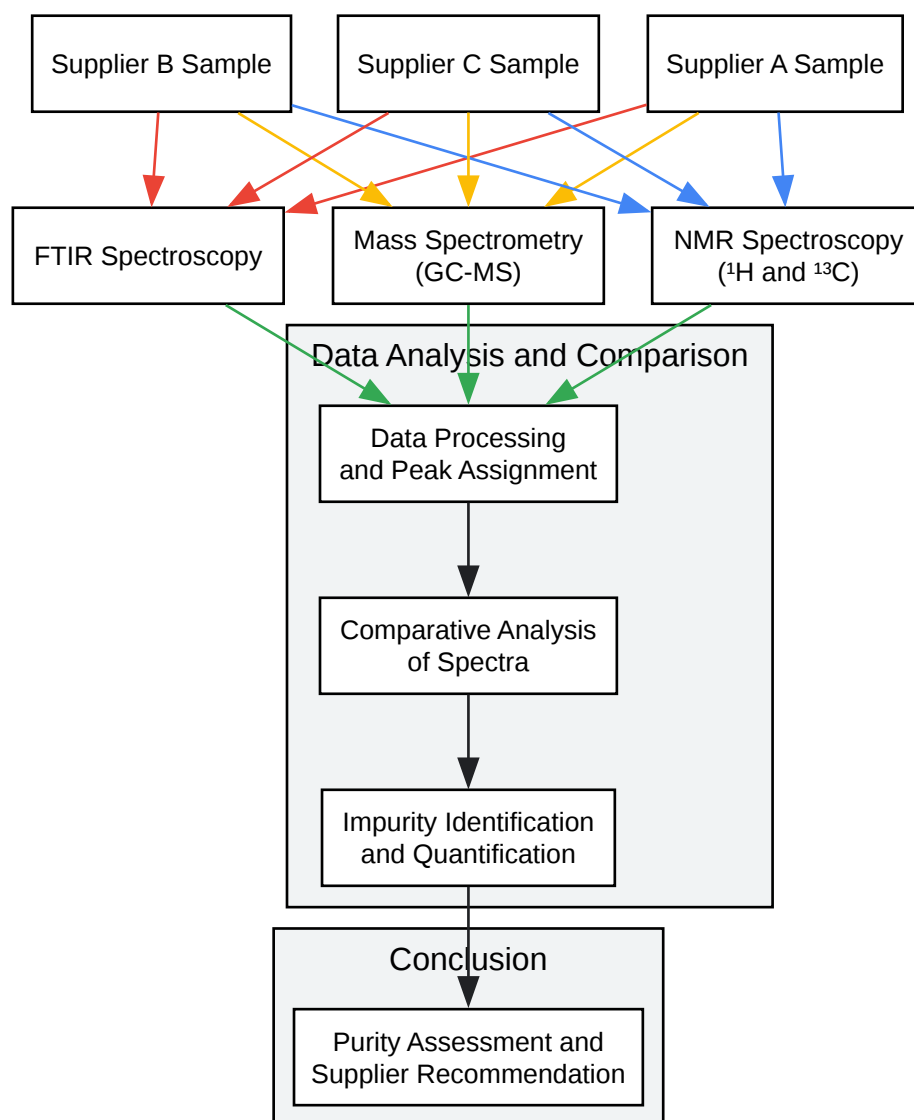 Supplier B Sample
Supplier C Sample
Supplier A Sample
FTIR Spectroscopy
Mass Spectrometry
(GC-MS)
NMR Spectroscopy
(¹H and ¹³C)
Data Analysis and Comparison
Data Processing
and Peak Assignment
Comparative Analysis
of Spectra
Impurity Identification
and Quantification
Conclusion
Purity Assessment and
Supplier Recommendation